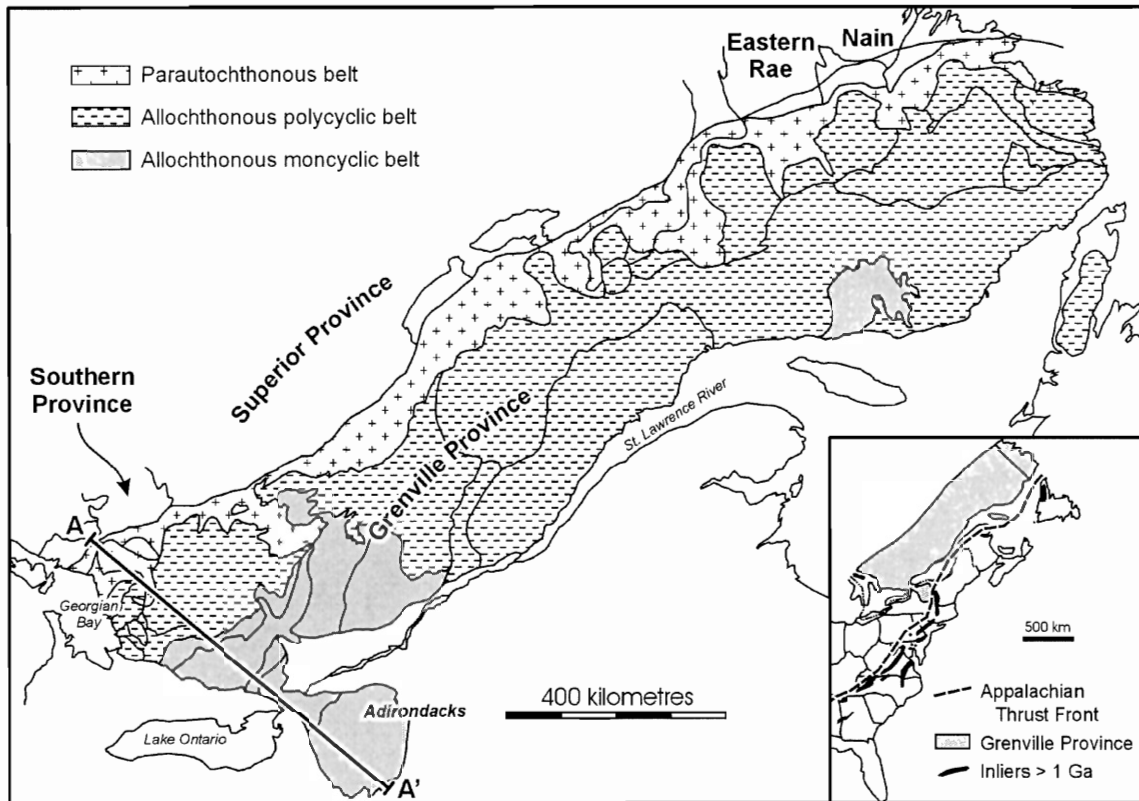 Parautochthonous belt
Allochthonous polycyclic belt
Allochthonous moncyclic belt
Eastern
Rae
Nain
Superior Province
Southern
Province
Grenville Province
St. Lawrence River
A
Georgian
Bay
Lake Ontario
Adirondacks
A'
400 kilometres
500 km
Appalachian
Thrust Front
Grenville Province
Inliers > 1 Ga